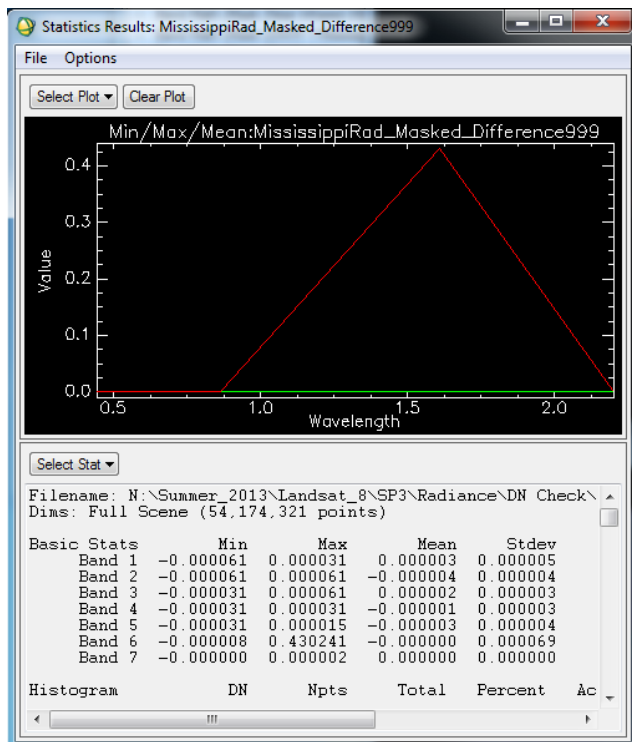 Statistics Results: MississippiRad_Masked_Difference999
File Options
Select Plot Clear Plot
Min/Max/Mean:MississippiRad_Masked_Difference999
0.4
0.3
0.2
0.1
0.0
Value
0.5 1.0 1.5 2.0
Wavelength
Select Stat
Filename: N:\Summer_2013\Landsat_8\SP3\Radiance\DN Check\
Dims: Full Scene (54,174,321 points)
Basic Stats Min Max Mean Stdev
Band 1 -0.000061 0.000031 0.000003 0.000005
Band 2 -0.000061 0.000061 -0.000004 0.000004
Band 3 -0.000031 0.000061 0.000002 0.000003
Band 4 -0.000031 0.000031 -0.000001 0.000003
Band 5 -0.000031 0.000015 -0.000003 0.000004
Band 6 -0.000008 0.430241 -0.000000 0.000069
Band 7 -0.000000 0.000002 0.000000 0.000000
Histogram DN Npts Total Percent Ac